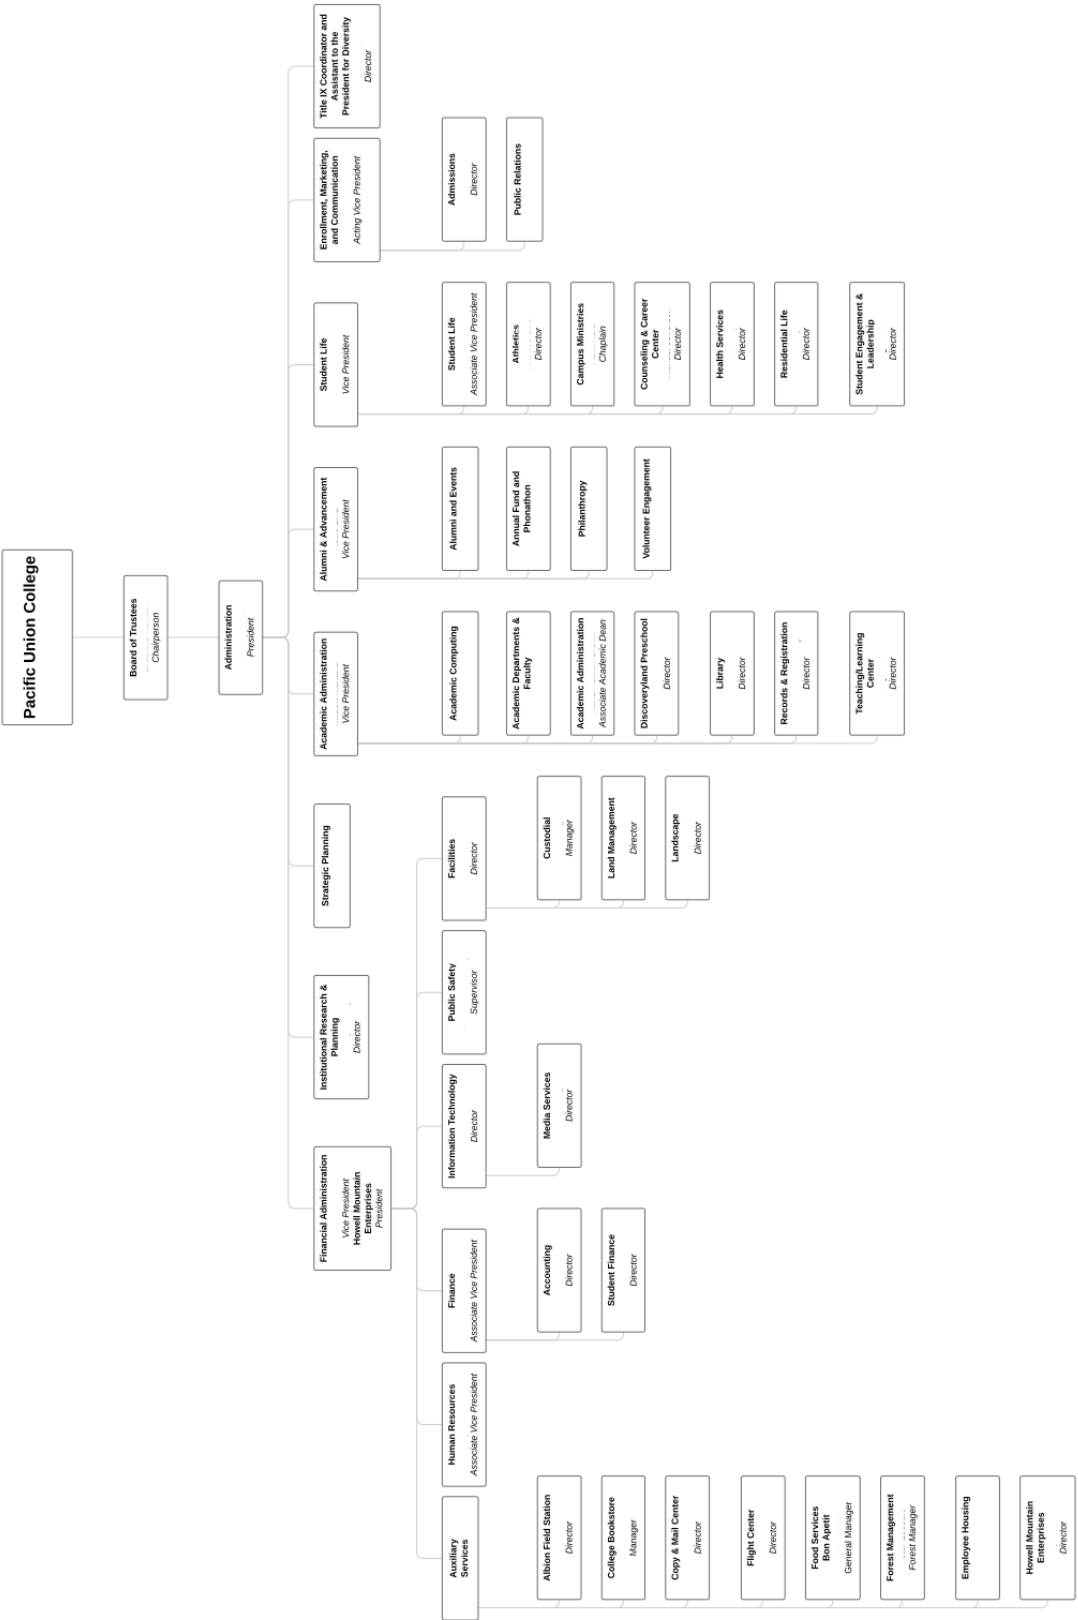 Pacific Union College
Board of Trustees
Chairperson
Administration
President
Financial Administration
Vice President
Howell Mountain
Enterprises
President
Institutional Research &
Planning
Director
Strategic Planning
Academic Administration
Vice President
Alumni & Advancement
Vice President
Student Life
Vice President
Enrollment, Marketing,
and Communication
Acting Vice President
Title IX Coordinator and
Assistant to the
President for Diversity
Director
Auxiliary
Services
Human Resources
Associate Vice President
Finance
Associate Vice President
Information Technology
Director
Public Safety
Supervisor
Facilities
Director
Albion Field Station
Director
College Bookstore
Manager
Copy & Mail Center
Director
Flight Center
Director
Food Services
Bon Apetit
General Manager
Forest Management
Forest Manager
Employee Housing
Howell Mountain
Enterprises
Director
Accounting
Director
Student Finance
Director
Media Services
Director
Custodial
Manager
Land Management
Director
Landscape
Director
Academic Computing
Academic Departments &
Faculty
Academic Administration
Associate Academic Dean
Discoveryland Preschool
Director
Library
Director
Records & Registration
Director
Teaching/Learning
Center
Director
Alumni and Events
Annual Fund and
Phonathon
Philanthropy
Volunteer Engagement
Student Life
Associate Vice President
Athletics
Director
Campus Ministries
Chaplain
Counseling & Career
Center
Director
Health Services
Director
Residential Life
Director
Student Engagement &
Leadership
Director
Admissions
Director
Public Relations